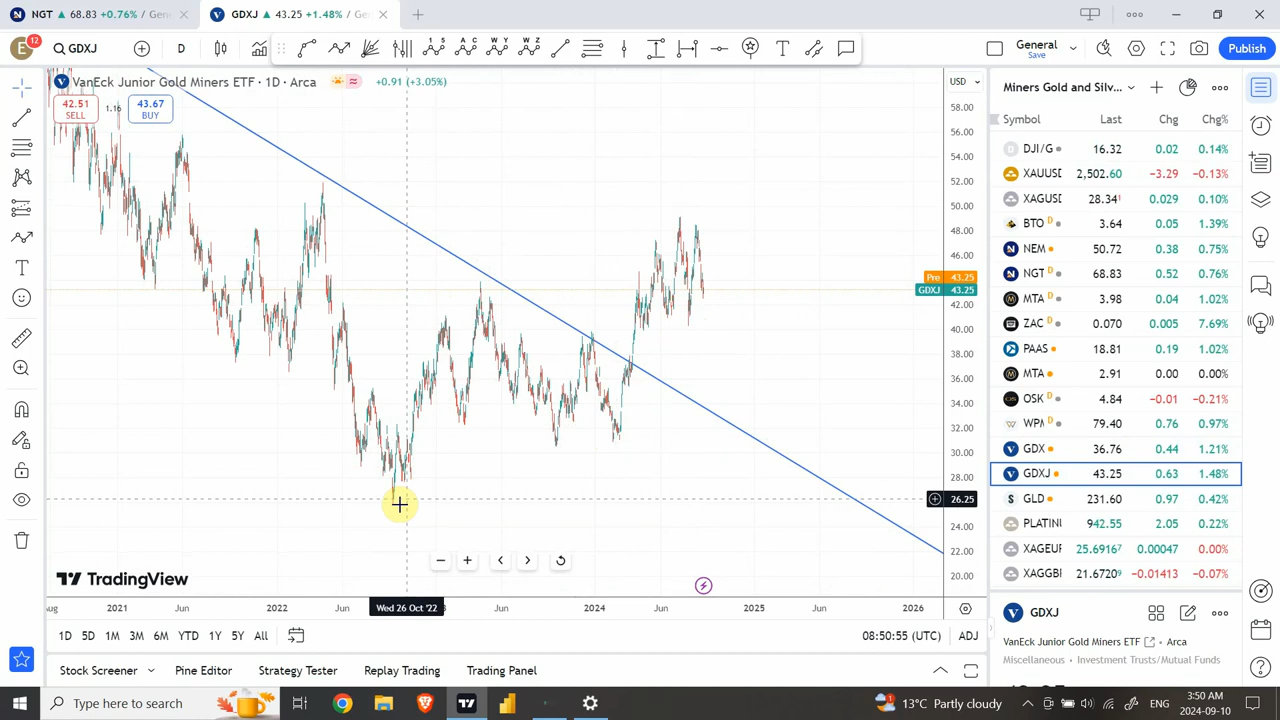 NGT ▲ 68.83 +0.76% / Gene
GDXJ ▲ 43.25 +1.48% / G
E 12 GDXJ D
General
Save
Publish
VanEck Junior Gold Miners ETF · 1D · Arca +0.91 (+3.05%)
42.51 SELL 1.16 43.67 BUY
USD
58.00
56.00
54.00
52.00
50.00
48.00
46.00
Pre 43.25
GDXJ 43.25
42.00
40.00
38.00
36.00
34.00
32.00
30.00
28.00
26.25
24.00
22.00
20.00
TradingView
ug 2021 Jun 2022 Jun Wed 26 Oct '22 3 Jun 2024 Jun 2025 Jun 2026
1D 5D 1M 3M 6M YTD 1Y 5Y All 08:50:55 (UTC) ADJ
Stock Screener Pine Editor Strategy Tester Replay Trading Trading Panel
Miners Gold and Silv...
Symbol Last Chg Chg%
DJI/G 16.32 0.02 0.14%
XAUUSD 2,502.60 −3.29 −0.13%
XAGUSD 28.341 0.029 0.10%
BTO D 3.64 0.05 1.39%
NEM 50.72 0.38 0.75%
NGT D 68.83 0.52 0.76%
MTA D 3.98 0.04 1.02%
ZAC D 0.070 0.005 7.69%
PAAS 18.81 0.19 1.02%
MTA 2.91 0.00 0.00%
OSK 4.84 −0.01 −0.21%
WPM D 79.40 0.76 0.97%
GDX 36.76 0.44 1.21%
GDXJ 43.25 0.63 1.48%
GLD 231.60 0.97 0.42%
PLATINU 942.55 2.05 0.22%
XAGEUF 25.69167 0.00047 0.00%
XAGGBI 21.67209 −0.01413 −0.07%
GDXJ
VanEck Junior Gold Miners ETF Arca
Miscellaneous • Investment Trusts/Mutual Funds
Type here to search
13°C Partly cloudy ENG 3:50 AM
2024-09-10